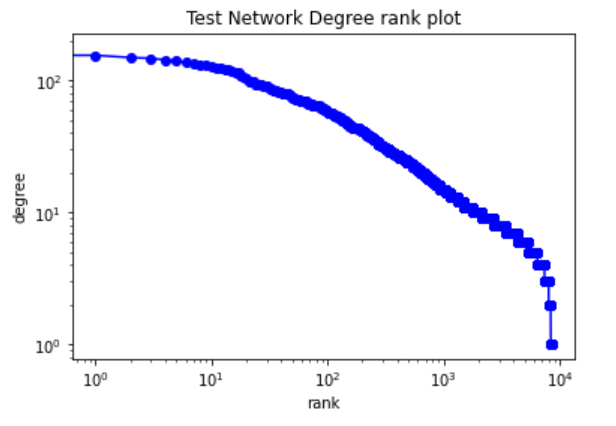 Test Network Degree rank plot
degree
10²
10¹
10⁰
10⁰ 10¹ 10² 10³ 10⁴
rank